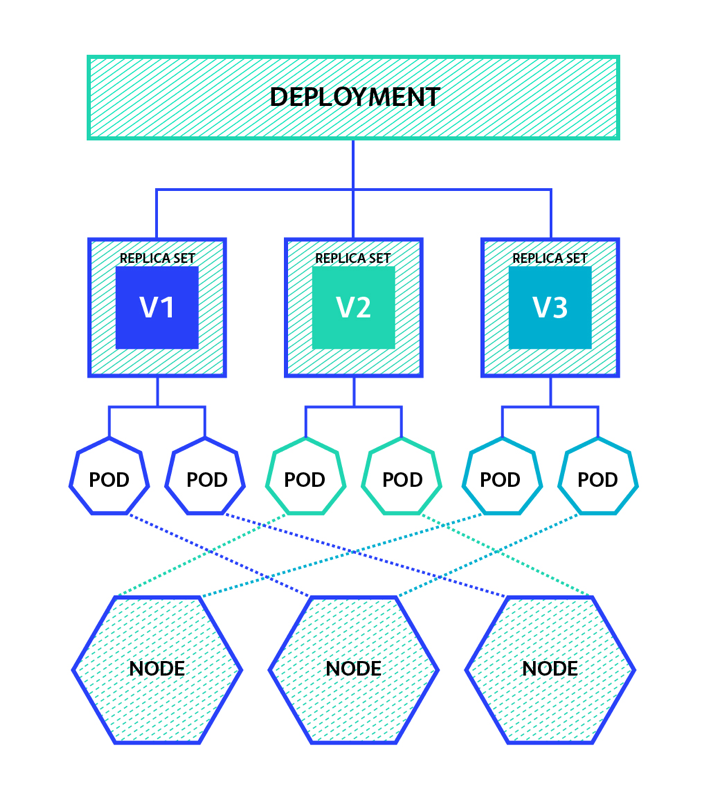 DEPLOYMENT
REPLICA SET
V1
REPLICA SET
V2
REPLICA SET
V3
POD
POD
POD
POD
POD
POD
NODE
NODE
NODE